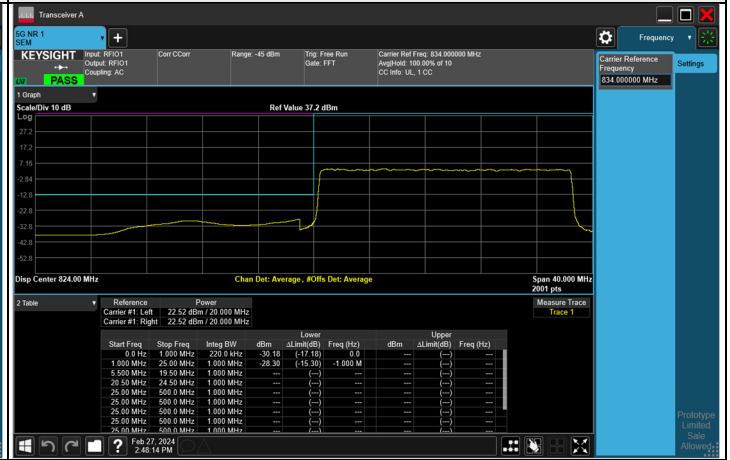 Transceiver A
5G NR 1
SEM
Frequency
KEYSIGHT Input: RFIO1 Corr CCorr Range: -45 dBm Trig: Free Run Carrier Ref Freq: 834.000000 MHz
Output: RFIO1 Gate: FFT Avg|Hold: 100.00% of 10
Coupling: AC CC Info: UL, 1 CC
LVI PASS
Carrier Reference Frequency
834.000000 MHz
Settings
1 Graph
Scale/Div 10 dB Ref Value 37.2 dBm
Log
27.2
17.2
7.16
-2.84
-12.8
-22.8
-32.8
-42.8
-52.8
Disp Center 824.00 MHz Chan Det: Average , #Offs Det: Average Span 40.000 MHz
2001 pts
2 Table
Reference Power
Carrier #1: Left 22.52 dBm / 20.000 MHz
Carrier #1: Right 22.52 dBm / 20.000 MHz
Measure Trace
Trace 1
Lower Upper
Start Freq Stop Freq Integ BW dBm ΔLimit(dB) Freq (Hz) dBm ΔLimit(dB) Freq (Hz)
0.0 Hz 1.000 MHz 220.0 kHz -30.18 (-17.18) 0.0 --- (---) ---
1.000 MHz 25.00 MHz 1.000 MHz -28.30 (-15.30) -1.000 M --- (---) ---
5.500 MHz 19.50 MHz 1.000 MHz --- (---) --- --- (---) ---
20.50 MHz 24.50 MHz 1.000 MHz --- (---) --- --- (---) ---
25.00 MHz 500.0 MHz 1.000 MHz --- (---) --- --- (---) ---
25.00 MHz 500.0 MHz 1.000 MHz --- (---) --- --- (---) ---
25.00 MHz 500.0 MHz 1.000 MHz --- (---) --- --- (---) ---
25.00 MHz 500.0 MHz 1.000 MHz --- (---) --- --- (---) ---
25.00 MHz 500.0 MHz 1.000 MHz --- (---) --- --- (---) ---
Feb 27, 2024
2:48:14 PM
Prototype
Limited
Sale
Allowed